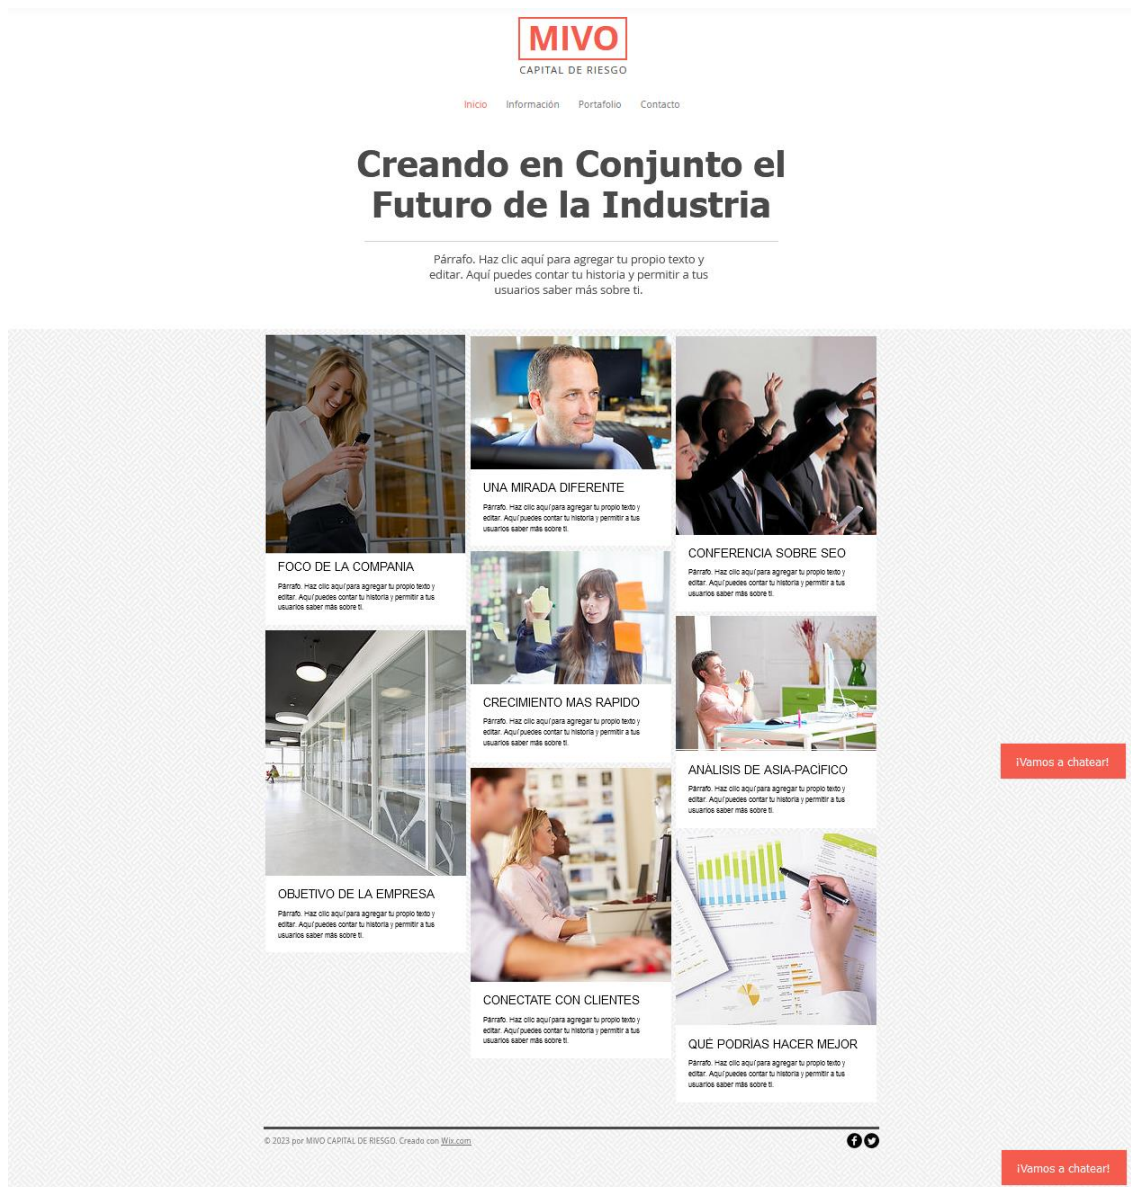 MIVO
CAPITAL DE RIESGO
Inicio Información Portafolio Contacto
Creando en Conjunto el
Futuro de la Industria
Párrafo. Haz clic aquí para agregar tu propio texto y
editar. Aquí puedes contar tu historia y permitir a tus
usuarios saber más sobre ti.
FOCO DE LA COMPANIA
Párrafo. Haz clic aquí para agregar tu propio texto y
editar. Aquí puedes contar tu historia y permitir a tus
usuarios saber más sobre ti.
OBJETIVO DE LA EMPRESA
Párrafo. Haz clic aquí para agregar tu propio texto y
editar. Aquí puedes contar tu historia y permitir a tus
usuarios saber más sobre ti.
UNA MIRADA DIFERENTE
Párrafo. Haz clic aquí para agregar tu propio texto y
editar. Aquí puedes contar tu historia y permitir a tus
usuarios saber más sobre ti.
CRECIMIENTO MAS RAPIDO
Párrafo. Haz clic aquí para agregar tu propio texto y
editar. Aquí puedes contar tu historia y permitir a tus
usuarios saber más sobre ti.
CONECTATE CON CLIENTES
Párrafo. Haz clic aquí para agregar tu propio texto y
editar. Aquí puedes contar tu historia y permitir a tus
usuarios saber más sobre ti.
CONFERENCIA SOBRE SEO
Párrafo. Haz clic aquí para agregar tu propio texto y
editar. Aquí puedes contar tu historia y permitir a tus
usuarios saber más sobre ti.
ANÁLISIS DE ASIA-PACÍFICO
Párrafo. Haz clic aquí para agregar tu propio texto y
editar. Aquí puedes contar tu historia y permitir a tus
usuarios saber más sobre ti.
QUÉ PODRÍAS HACER MEJOR
Párrafo. Haz clic aquí para agregar tu propio texto y
editar. Aquí puedes contar tu historia y permitir a tus
usuarios saber más sobre ti.
¡Vamos a chatear!
© 2023 por MIVO CAPITAL DE RIESGO. Creado con Wix.com
¡Vamos a chatear!